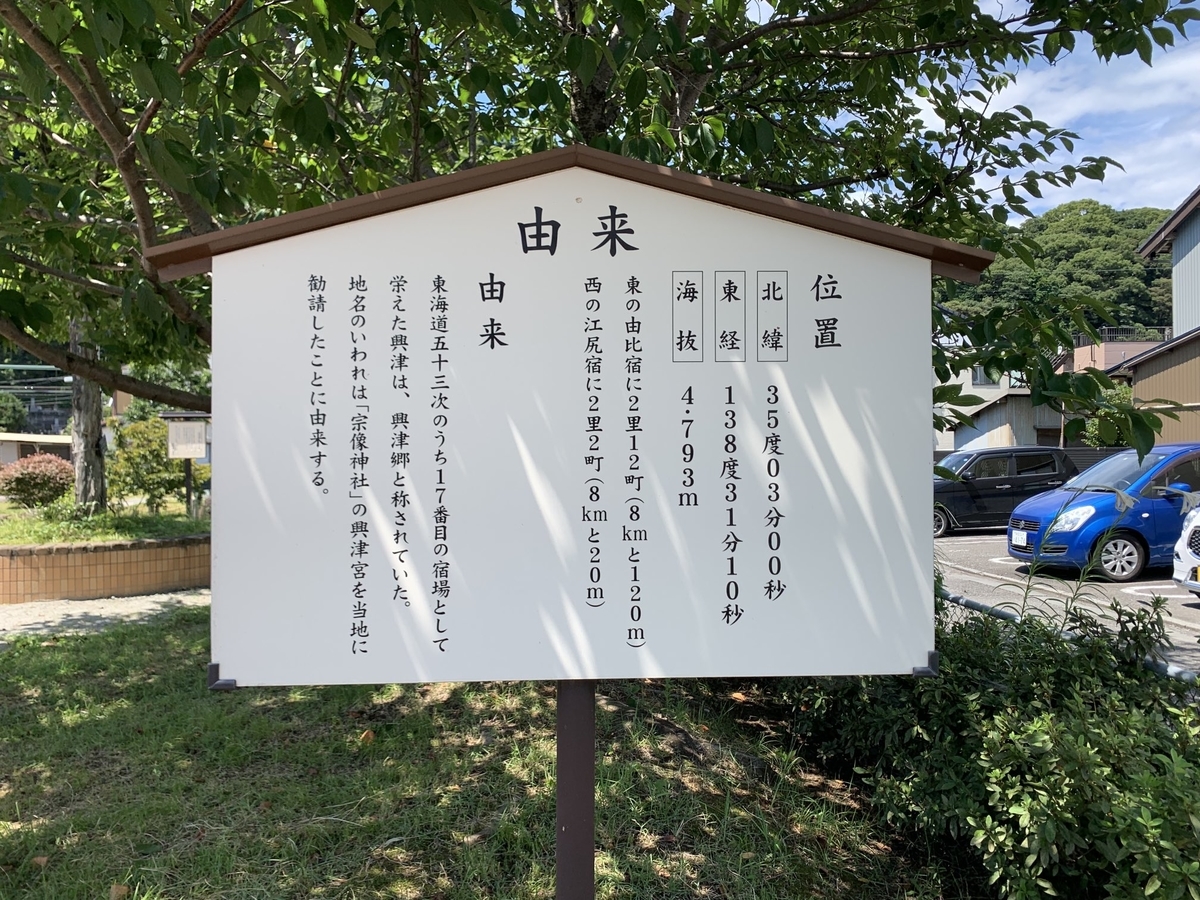 由来
位置
北緯 35度03分00秒
東経 138度31分10秒
海抜 4.793m
東の由比宿に2里12町(8kmと120m)
西の江尻宿に2里2町(8kmと20m)
由来
東海道五十三次のうち17番目の宿場として
栄えた興津は、興津郷と称されていた。
地名のいわれは「宗像神社」の興津宮を当地に
勧請したことに由来する。